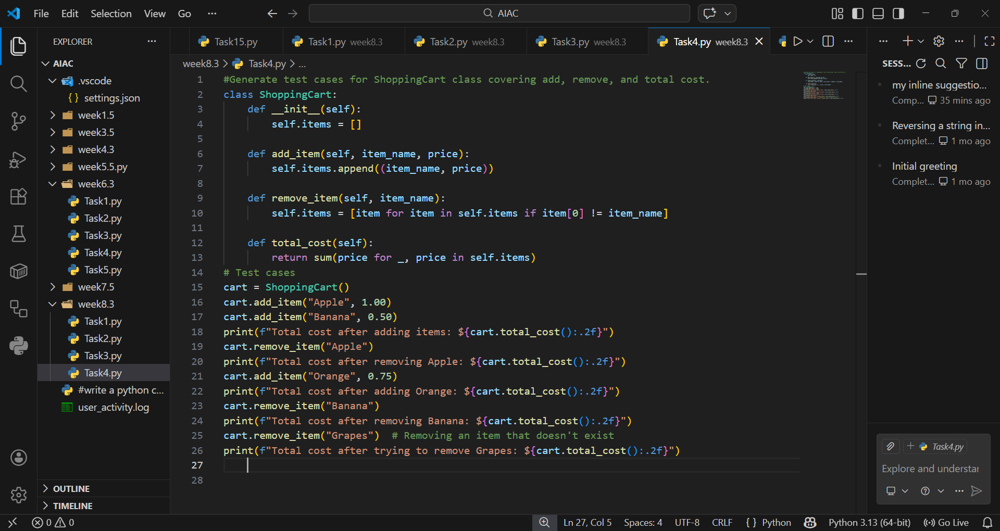 File Edit Selection View Go ···
AIAC
EXPLORER ···
Task15.py
Task1.py week8.3
Task2.py week8.3
Task3.py week8.3
Task4.py week8.3
week8.3 > Task4.py > ...
AIAC
.vscode
{ } settings.json
week1.5
week3.5
week4.3
week5.5.py
week6.3
Task1.py
Task2.py
Task3.py
Task4.py
Task5.py
week7.5
week8.3
Task1.py
Task2.py
Task3.py
Task4.py
#write a python c...
user_activity.log
OUTLINE
TIMELINE
1 #Generate test cases for ShoppingCart class covering add, remove, and total cost.
2 class ShoppingCart:
3     def __init__(self):
4         self.items = []
5
6     def add_item(self, item_name, price):
7         self.items.append((item_name, price))
8
9     def remove_item(self, item_name):
10         self.items = [item for item in self.items if item[0] != item_name]
11
12     def total_cost(self):
13         return sum(price for _, price in self.items)
14 # Test cases
15 cart = ShoppingCart()
16 cart.add_item("Apple", 1.00)
17 cart.add_item("Banana", 0.50)
18 print(f"Total cost after adding items: ${cart.total_cost():.2f}")
19 cart.remove_item("Apple")
20 print(f"Total cost after removing Apple: ${cart.total_cost():.2f}")
21 cart.add_item("Orange", 0.75)
22 print(f"Total cost after adding Orange: ${cart.total_cost():.2f}")
23 cart.remove_item("Banana")
24 print(f"Total cost after removing Banana: ${cart.total_cost():.2f}")
25 cart.remove_item("Grapes")  # Removing an item that doesn't exist
26 print(f"Total cost after trying to remove Grapes: ${cart.total_cost():.2f}")
27
28
SESS...
my inline suggestio...
Comp... 35 mins ago
Reversing a string in...
Complet... 1 mo ago
Initial greeting
Complet... 1 mo ago
+ Task4.py
Explore and understa
0 0
Ln 27, Col 5 Spaces: 4 UTF-8 CRLF { } Python Python 3.13 (64-bit) Go Live